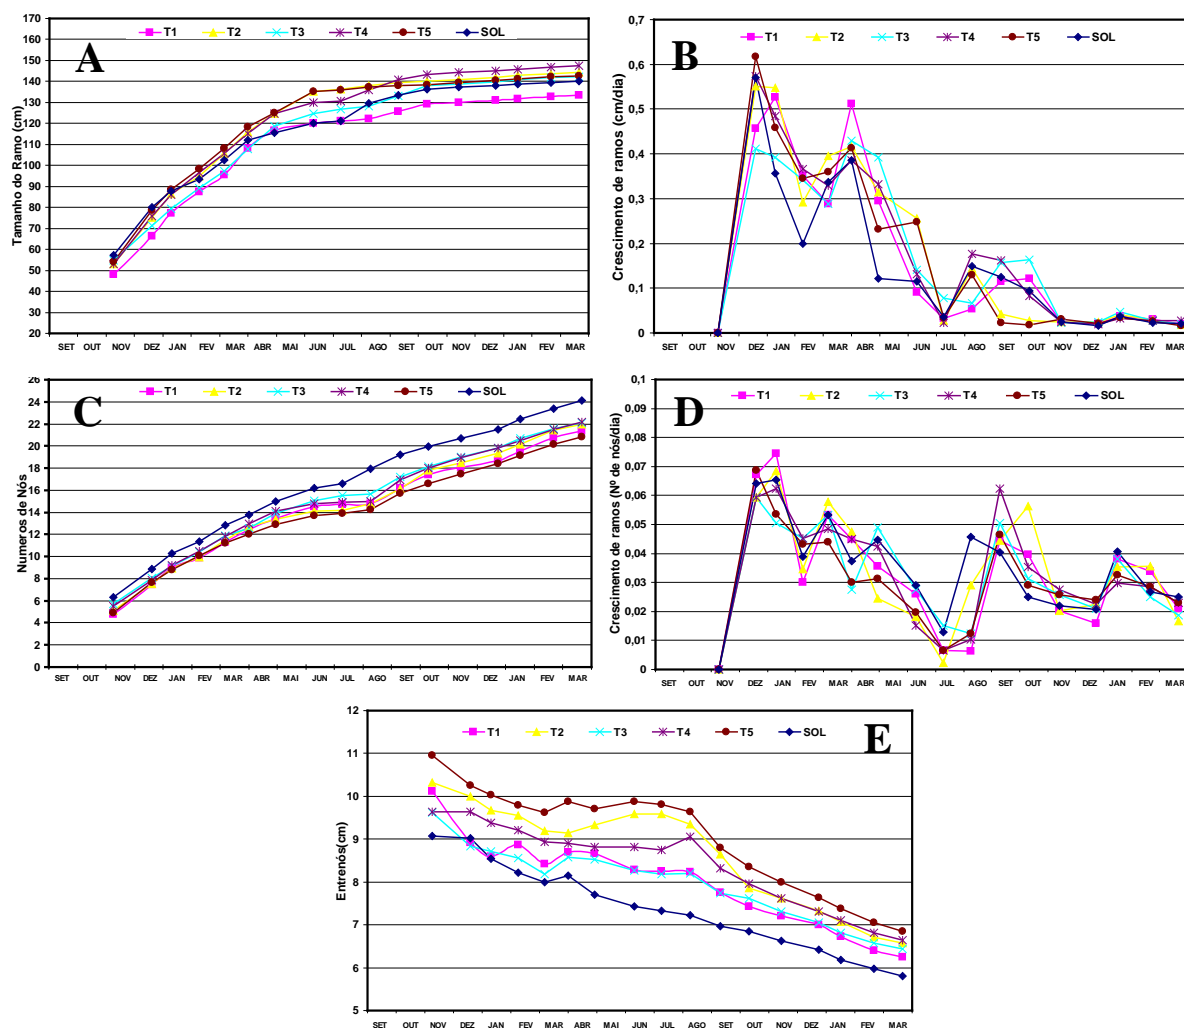 A
T1 T2 T3 T4 T5 SOL
Tamanho do Ramo (cm)
170
160
150
140
130
120
110
100
90
80
70
60
50
40
30
20
SET OUT NOV DEZ JAN FEV MAR ABR MAI JUN JUL AGO SET OUT NOV DEZ JAN FEV MAR
B
T1 T2 T3 T4 T5 SOL
Crescimento de ramos (cm/dia)
0,7
0,6
0,5
0,4
0,3
0,2
0,1
0
SET OUT NOV DEZ JAN FEV MAR ABR MAI JUN JUL AGO SET OUT NOV DEZ JAN FEV MAR
C
T1 T2 T3 T4 T5 SOL
Numeros de Nós
26
24
22
20
18
16
14
12
10
8
6
4
2
0
SET OUT NOV DEZ JAN FEV MAR ABR MAI JUN JUL AGO SET OUT NOV DEZ JAN FEV MAR
D
T1 T2 T3 T4 T5 SOL
Crescimento de ramos (Nº de nós/dia)
0,1
0,09
0,08
0,07
0,06
0,05
0,04
0,03
0,02
0,01
0
SET OUT NOV DEZ JAN FEV MAR ABR MAI JUN JUL AGO SET OUT NOV DEZ JAN FEV MAR
E
T1 T2 T3 T4 T5 SOL
Entrenós(cm)
12
11
10
9
8
7
6
5
SET OUT NOV DEZ JAN FEV MAR ABR MAI JUN JUL AGO SET OUT NOV DEZ JAN FEV MAR